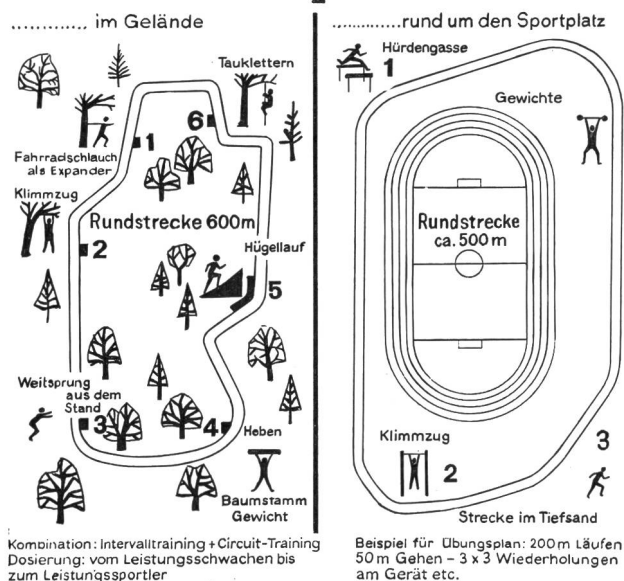 ............. im Gelände
Tauklettern
6
1
Fahrradschlauch
als Expander
Klimmzug
Rundstrecke 600m
2
Hügellauf
5
Weitsprung
aus dem
Stand
3
4
Heben
Baumstamm
Gewicht
Kombination: Intervalltraining + Circuit-Training
Dosierung: vom Leistungsschwachen bis
zum Leistungssportler
.............rund um den Sportplatz
Hürdengasse
1
Gewichte
Rundstrecke
ca. 500 m
Klimmzug
2
3
Strecke im Tiefsand
Beispiel für Übungsplan: 200 m Läufen
50 m Gehen – 3 x 3 Wiederholungen
am Gerät etc.